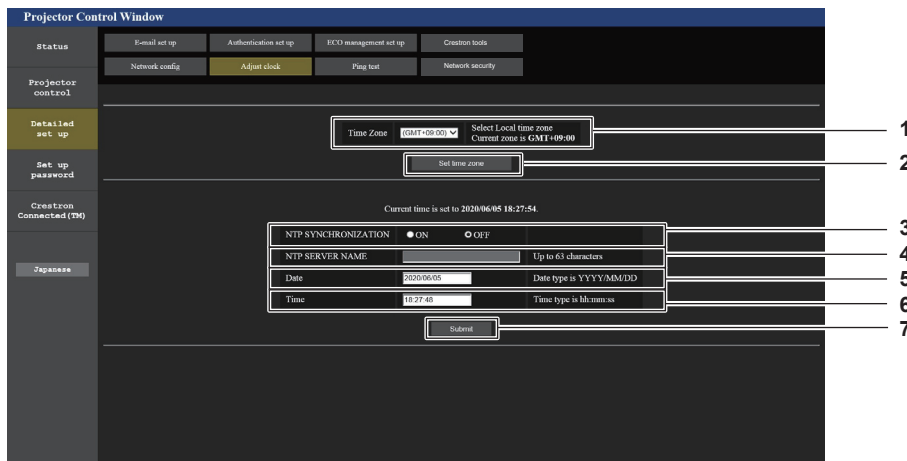 Projector Control Window
Status
E-mail set up
Authentication set up
ECO management set up
Crestron tools
Network config
Adjust clock
Ping test
Network security
Projector
control
Detailed
set up
Set up
password
Crestron
Connected(TM)
Japanese
Time Zone
(GMT+09:00)
Select Local time zone
Current zone is GMT+09:00
1
Set time zone
2
Current time is set to 2020/06/05 18:27:54.
NTP SYNCHRONIZATION
ON
OFF
3
NTP SERVER NAME
Up to 63 characters
4
Date
2020/06/05
Date type is YYYY/MM/DD
5
Time
18:27:48
Time type is hh:mm:ss
6
Submit
7